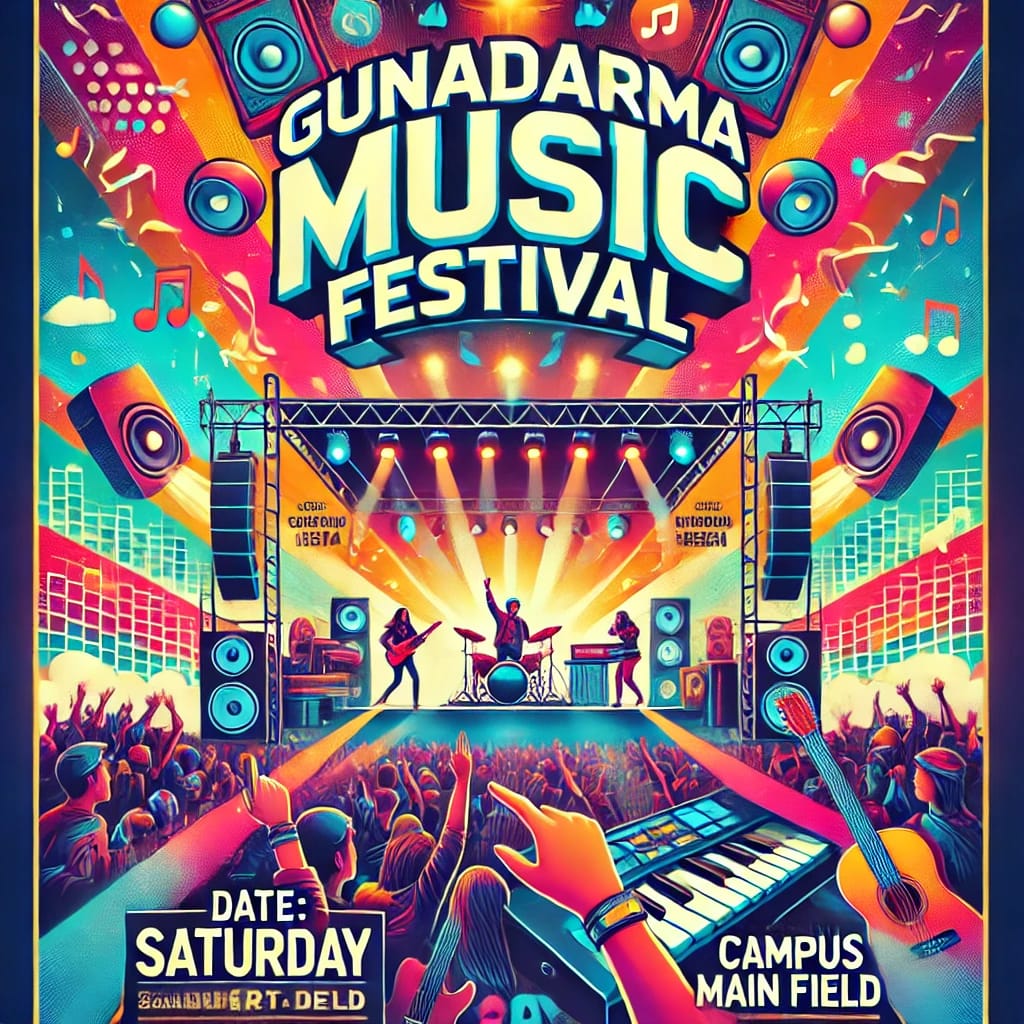 GUNADARMA
MUSIC
FESTIVAL
DATE:
SATURDAY
CAMPUS
MAIN FIELD